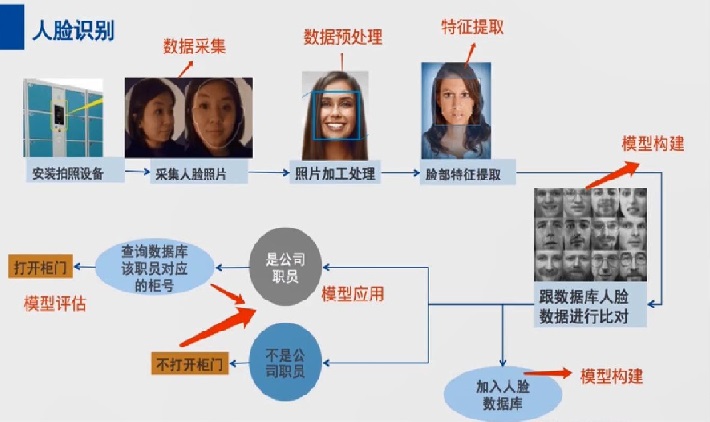 人脸识别
数据采集
数据预处理
特征提取
安装拍照设备
采集人脸照片
照片加工处理
脸部特征提取
模型构建
跟数据库人脸
数据进行比对
打开柜门
查询数据库
该职员对应
的柜号
是公司
职员
模型评估
模型应用
不打开柜门
不是公
司职员
加入人脸
数据库
模型构建